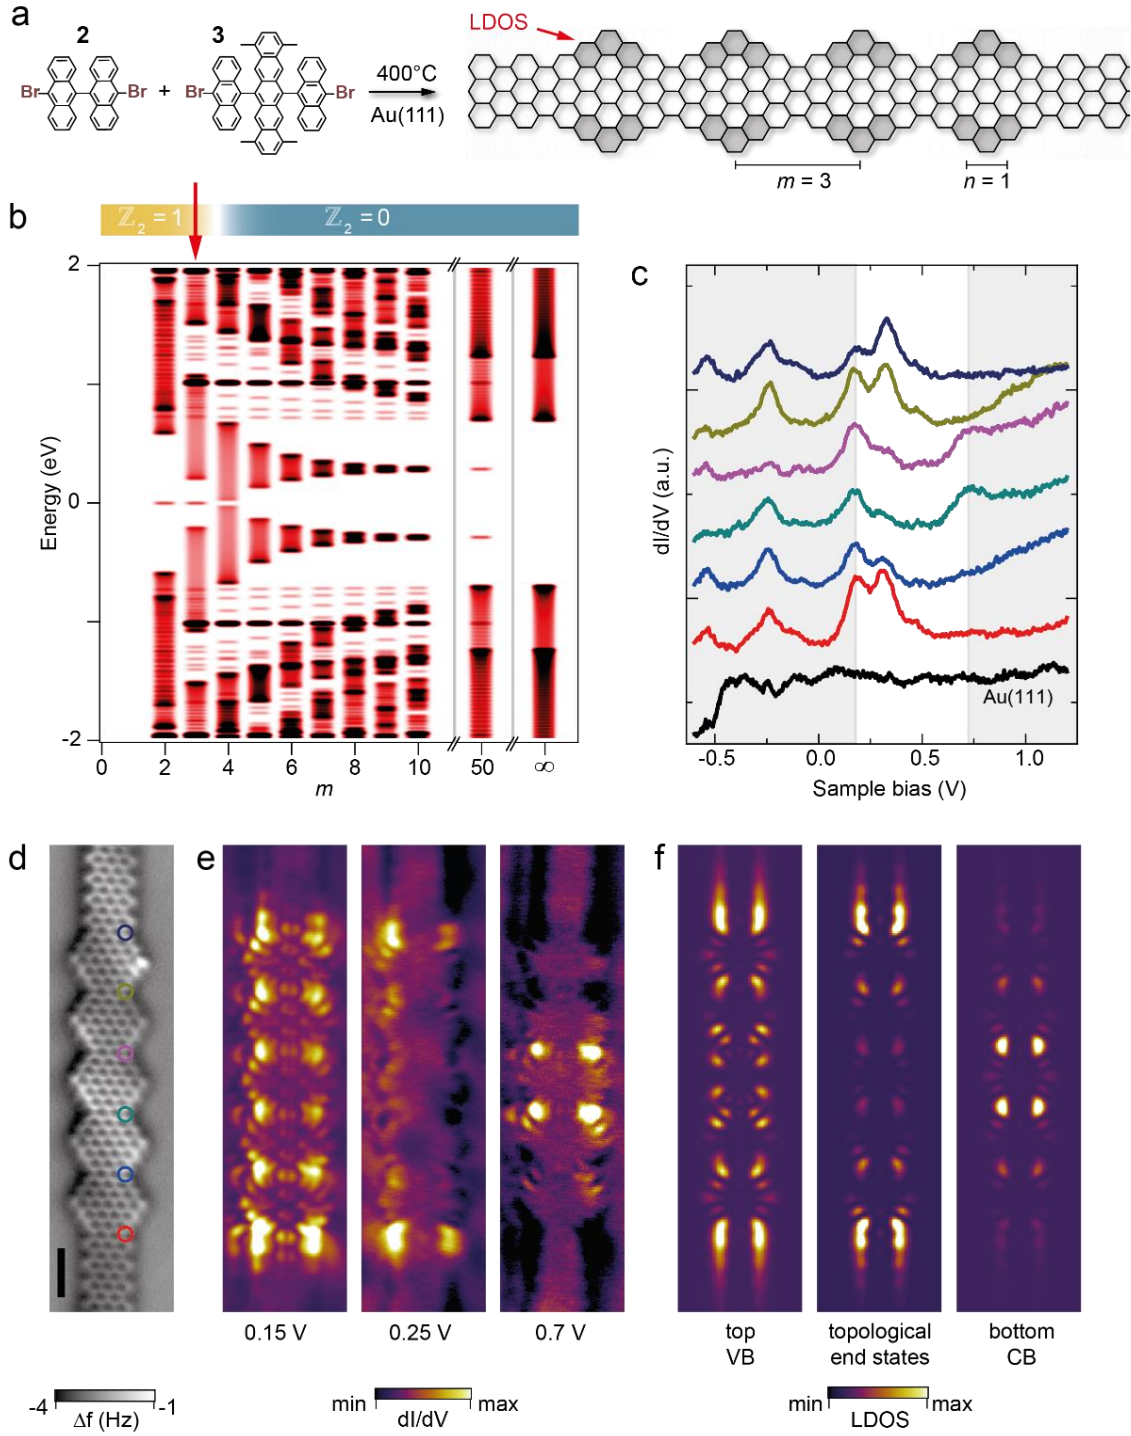 a
2
3
Br
Br
+
Br
Br
400°C
Au(111)
LDOS
m = 3
n = 1
b
ℤ₂ = 1
ℤ₂ = 0
Energy (eV)
2
0
-2
0
2
4
6
8
10
50
∞
m
c
dI/dV (a.u.)
Au(111)
-0.5
0.0
0.5
1.0
Sample bias (V)
d
e
f
0.15 V
0.25 V
0.7 V
top
VB
topological
end states
bottom
CB
-4
-1
Δf (Hz)
min
max
dI/dV
min
max
LDOS